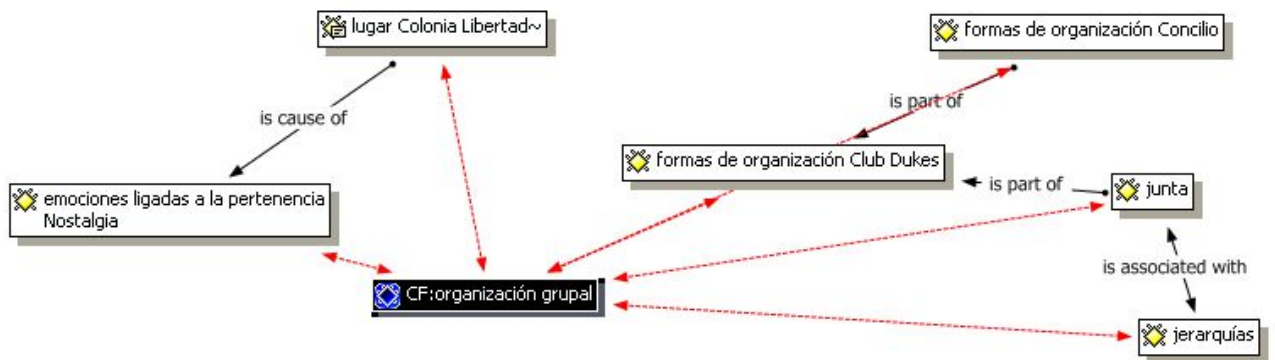 lugar Colonia Libertad~
formas de organización Concilio
is part of
is cause of
formas de organización Club Dukes
is part of
junta
emociones ligadas a la pertenencia
Nostalgia
is associated with
CF:organización grupal
jerarquías